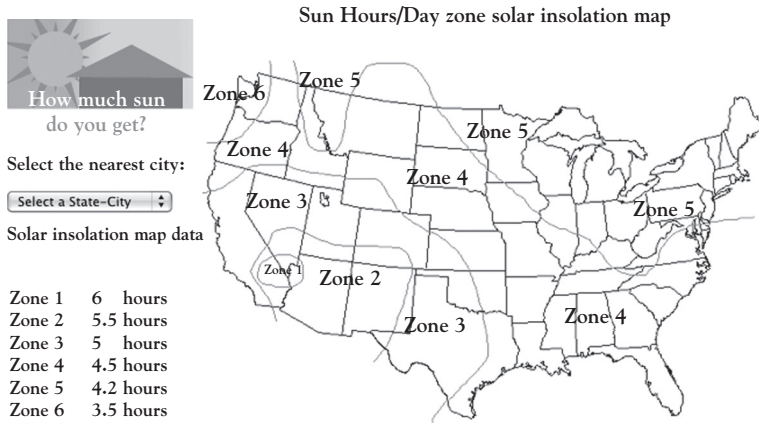 Sun Hours/Day zone solar insolation map
How much sun
do you get?
Select the nearest city:
Select a State-City
Solar insolation map data
Zone 1 6 hours
Zone 2 5.5 hours
Zone 3 5 hours
Zone 4 4.5 hours
Zone 5 4.2 hours
Zone 6 3.5 hours
Zone 5
Zone 6
Zone 5
Zone 4
Zone 4
Zone 3
Zone 5
Zone 1
Zone 2
Zone 3
Zone 4